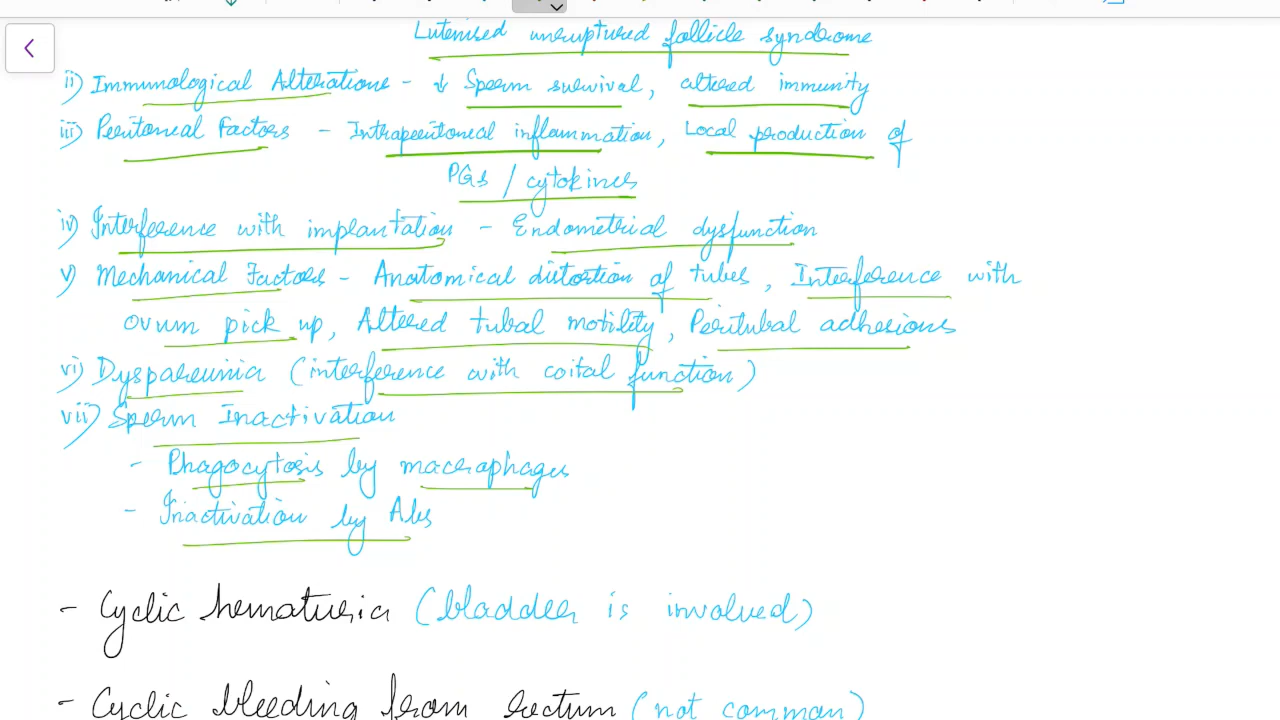 Lutenised unruptured follicle syndrome
ii) Immunological Alterations - ↓ Sperm survival, altered immunity
iii) Peritoneal Factors - Intraperitoneal inflammation, Local production of
PGs / cytokines
iv) Interference with implantation - Endometrial dysfunction
v) Mechanical Factors - Anatomical distortion of tubes, Interference with
ovum pick up, Altered tubal motility, Peritubal adhesions
vi) Dyspareunia (interference with coital function)
vii) Sperm Inactivation
- Phagocytosis by macrophages
- Inactivation by Abs
- Cyclic hematuria (bladder is involved)
- Cyclic bleeding from rectum (not common)